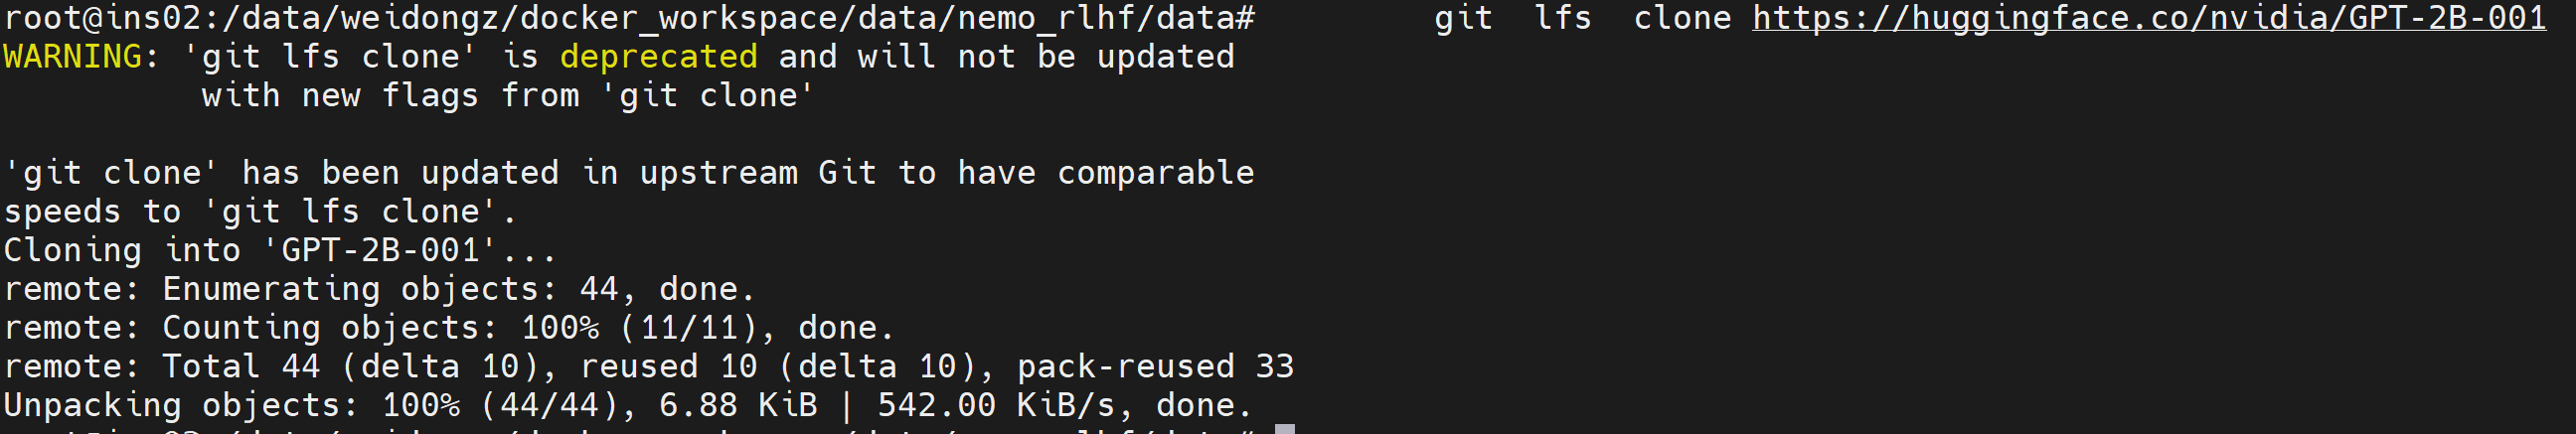 root@ins02:/data/weidongz/docker_workspace/data/nemo_rlhf/data#         git  lfs  clone https://huggingface.co/nvidia/GPT-2B-001
WARNING: 'git lfs clone' is deprecated and will not be updated
          with new flags from 'git clone'

'git clone' has been updated in upstream Git to have comparable
speeds to 'git lfs clone'.
Cloning into 'GPT-2B-001'...
remote: Enumerating objects: 44, done.
remote: Counting objects: 100% (11/11), done.
remote: Total 44 (delta 10), reused 10 (delta 10), pack-reused 33
Unpacking objects: 100% (44/44), 6.88 KiB | 542.00 KiB/s, done.